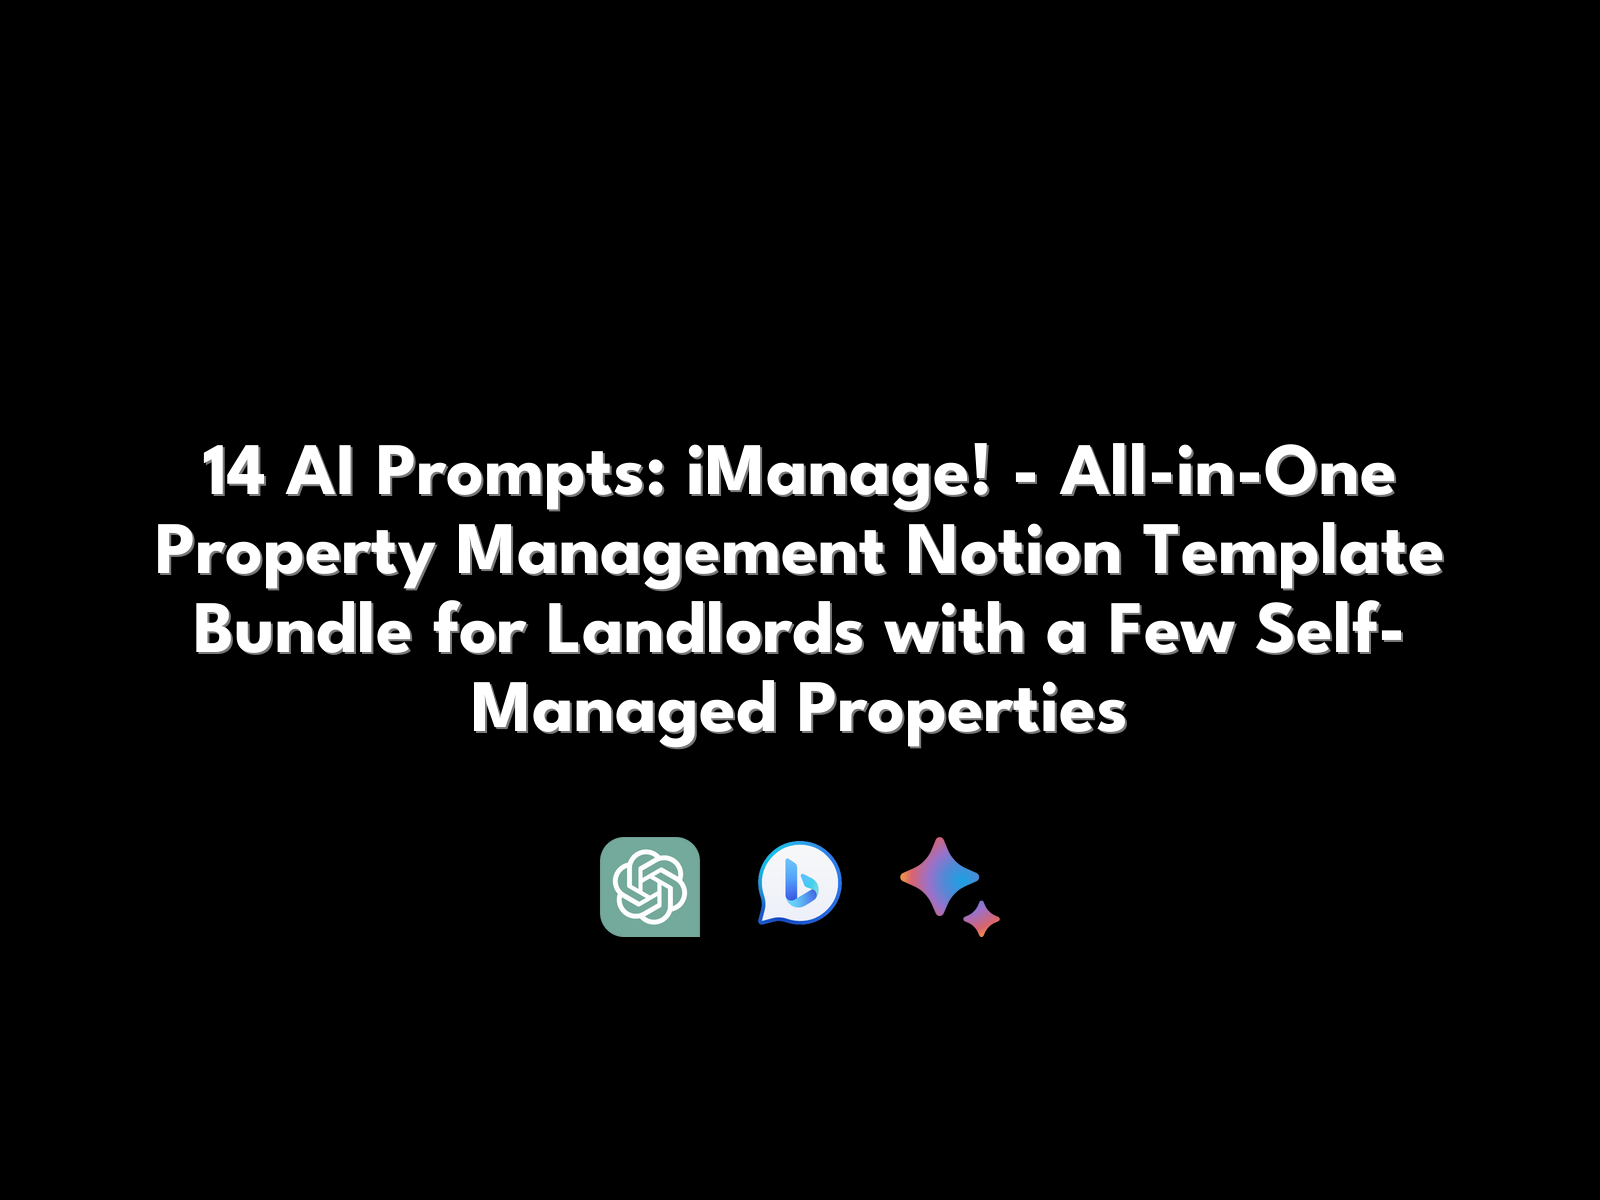 14 AI Prompts: iManage! - All-in-One
Property Management Notion Template
Bundle for Landlords with a Few Self-
Managed Properties